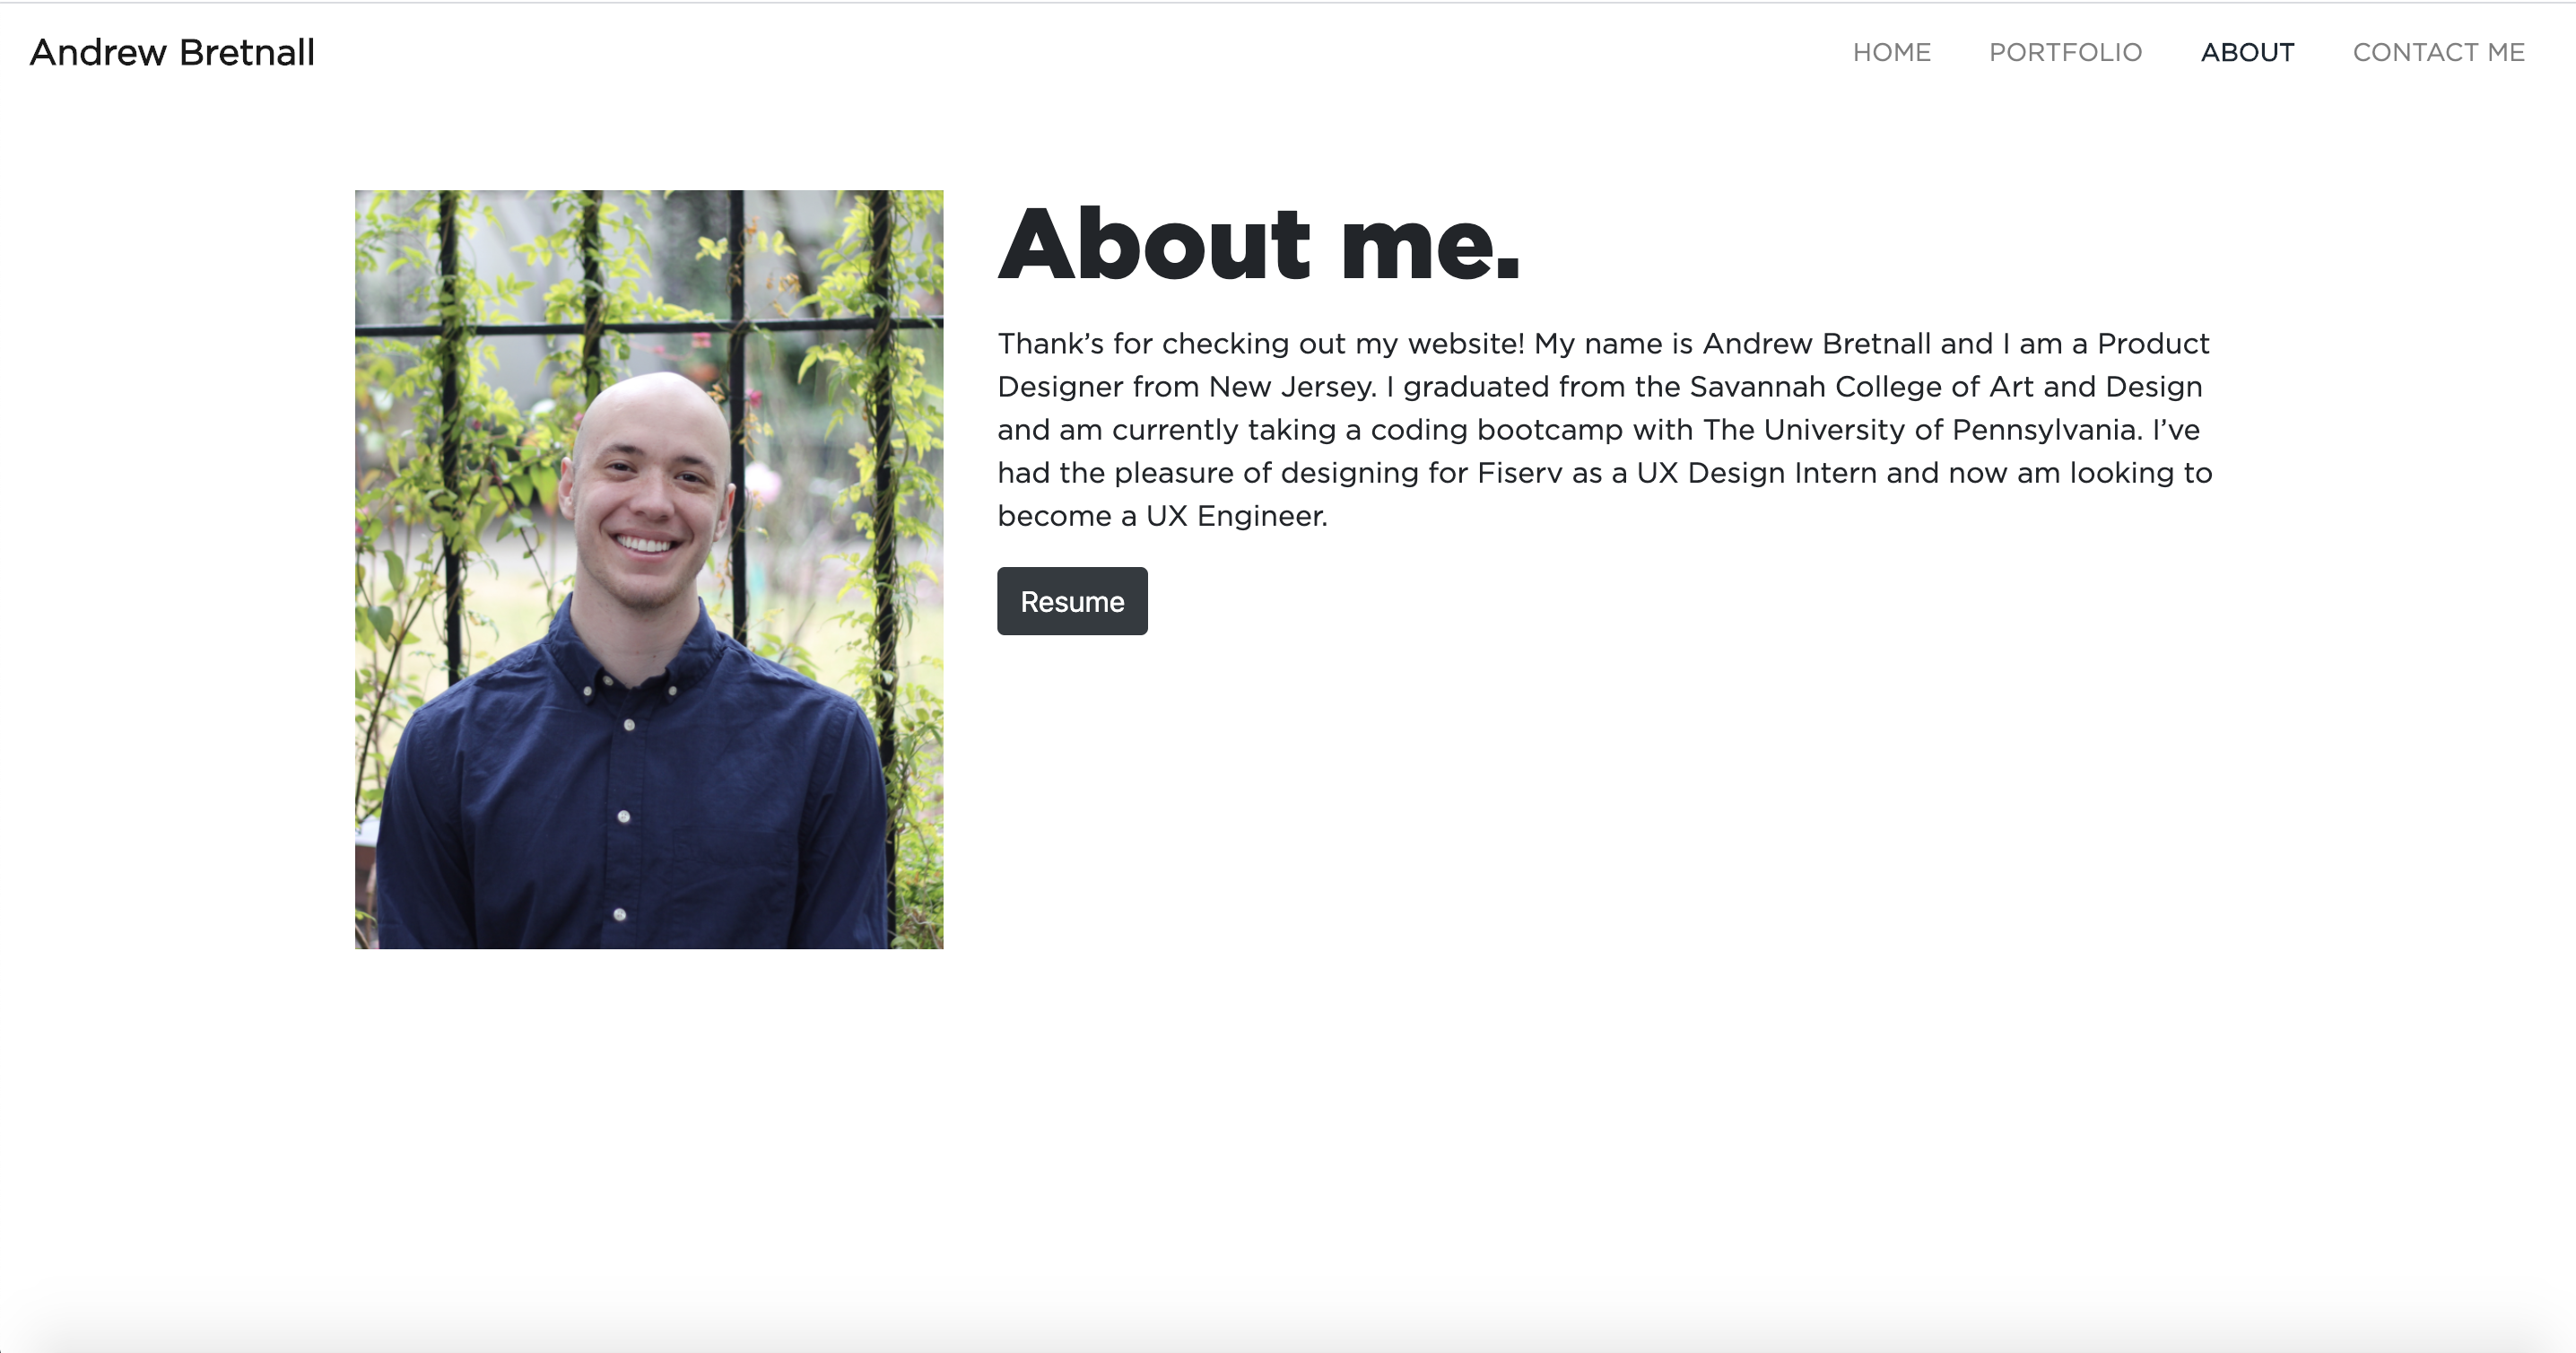 Andrew Bretnall
HOME PORTFOLIO ABOUT CONTACT ME
About me.
Thank’s for checking out my website! My name is Andrew Bretnall and I am a Product
Designer from New Jersey. I graduated from the Savannah College of Art and Design
and am currently taking a coding bootcamp with The University of Pennsylvania. I’ve
had the pleasure of designing for Fiserv as a UX Design Intern and now am looking to
become a UX Engineer.
Resume